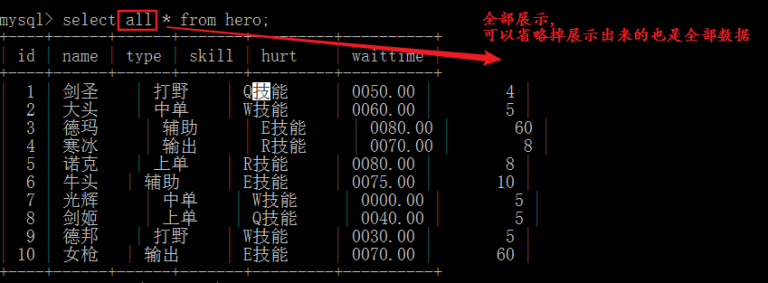 mysql> select all * from hero;
全部展示,
可以省略掉展示出来的也是全部数据
+----+------+------+-------+---------+----------+
| id | name | type | skill | hurt | waittime |
+----+------+------+-------+---------+----------+
| 1 | 剑圣 | 打野 | Q技能 | 0050.00 | 4 |
| 2 | 大头 | 中单 | W技能 | 0060.00 | 5 |
| 3 | 德玛 | 辅助 | E技能 | 0080.00 | 60 |
| 4 | 寒冰 | 输出 | R技能 | 0070.00 | 8 |
| 5 | 诺克 | 上单 | R技能 | 0080.00 | 8 |
| 6 | 牛头 | 辅助 | E技能 | 0075.00 | 10 |
| 7 | 光辉 | 中单 | W技能 | 0000.00 | 5 |
| 8 | 剑姬 | 上单 | Q技能 | 0040.00 | 5 |
| 9 | 德邦 | 打野 | W技能 | 0030.00 | 5 |
| 10 | 女枪 | 输出 | E技能 | 0070.00 | 60 |
+----+------+------+-------+---------+----------+